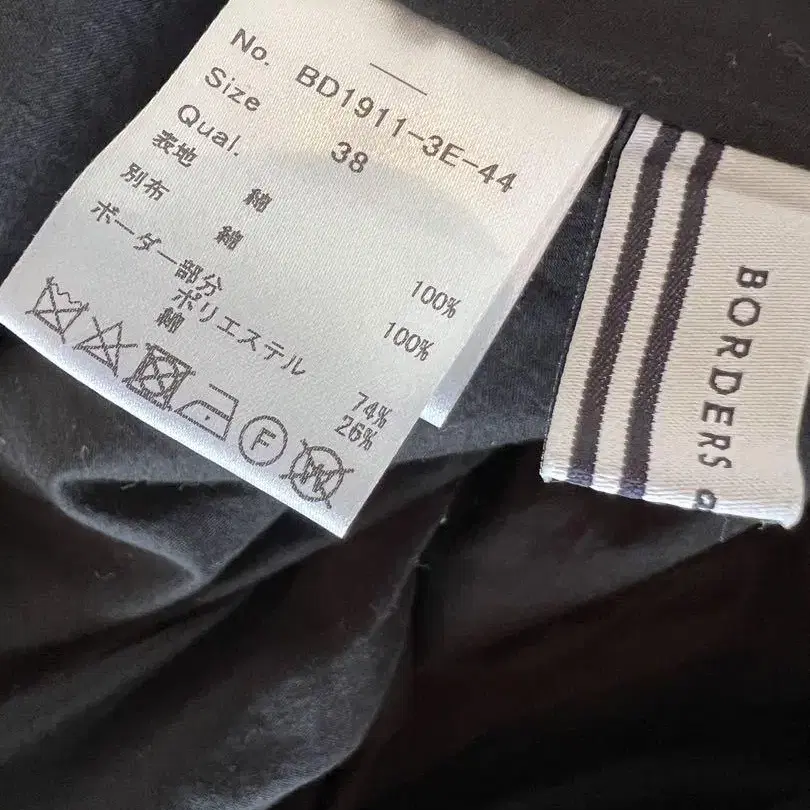 No. BD1911-3E-44
Size 38
Qual.
表地 綿 100%
別布 綿 100%
ボーダー部分
ポリエステル 74%
綿 26%
F
W
BORDERS